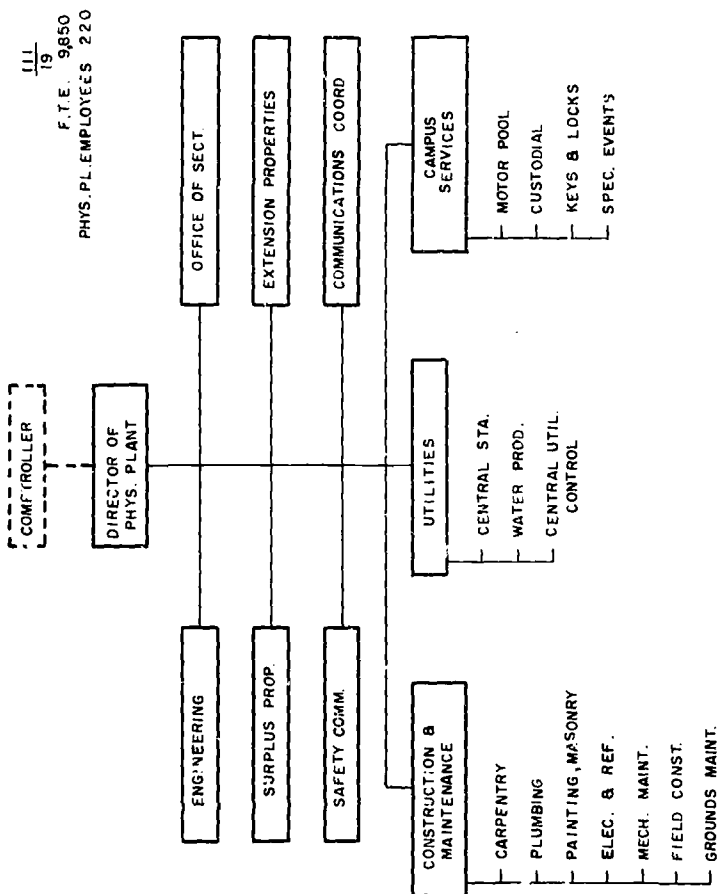 111
19
F.T.E. 9,850
PHYS. PL. EMPLOYEES 220
COMPTROLLER
DIRECTOR OF
PHYS. PLANT
ENGINEERING
OFFICE OF SECT.
SURPLUS PROP.
EXTENSION PROPERTIES
SAFETY COMM.
COMMUNICATIONS COORD
CONSTRUCTION &
MAINTENANCE
CARPENTRY
PLUMBING
PAINTING, MASONRY
ELEC. & REF.
MECH. MAINT.
FIELD CONST.
GROUNDS MAINT.
UTILITIES
CENTRAL STA.
WATER PROD.
CENTRAL UTIL.
CONTROL
CAMPUS
SERVICES
MOTOR POOL
CUSTODIAL
KEYS & LOCKS
SPEC. EVENTS